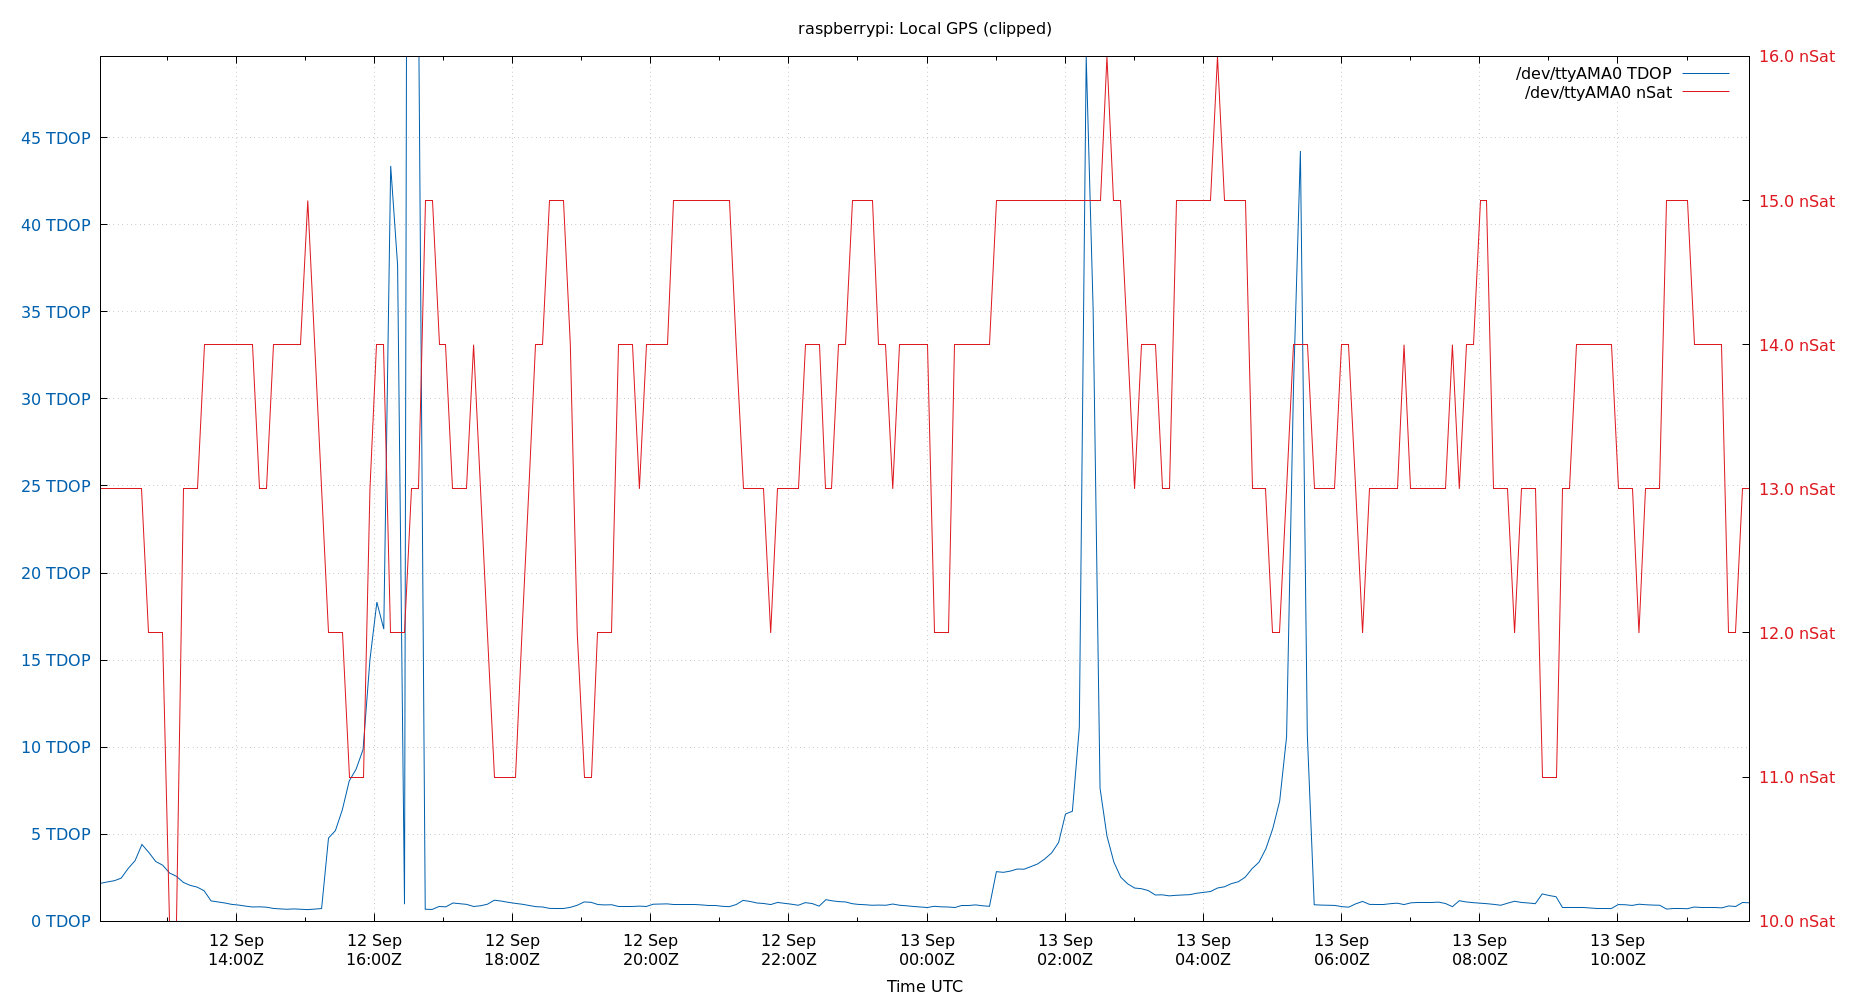 raspberrypi: Local GPS (clipped)
/dev/ttyAMA0 TDOP
/dev/ttyAMA0 nSat
45 TDOP
40 TDOP
35 TDOP
30 TDOP
25 TDOP
20 TDOP
15 TDOP
10 TDOP
5 TDOP
0 TDOP
16.0 nSat
15.0 nSat
14.0 nSat
13.0 nSat
12.0 nSat
11.0 nSat
10.0 nSat
12 Sep
14:00Z
12 Sep
16:00Z
12 Sep
18:00Z
12 Sep
20:00Z
12 Sep
22:00Z
13 Sep
00:00Z
13 Sep
02:00Z
13 Sep
04:00Z
13 Sep
06:00Z
13 Sep
08:00Z
13 Sep
10:00Z
Time UTC